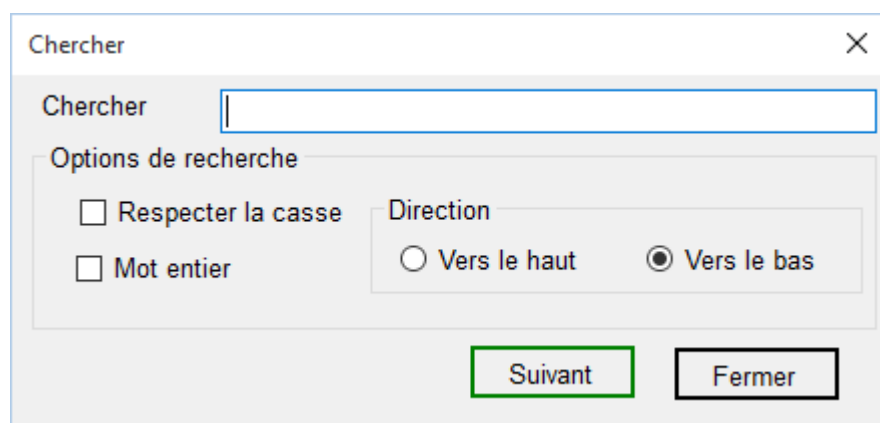 Chercher
Chercher
Options de recherche
Respecter la casse
Direction
Mot entier
Vers le haut
Vers le bas
Suivant
Fermer